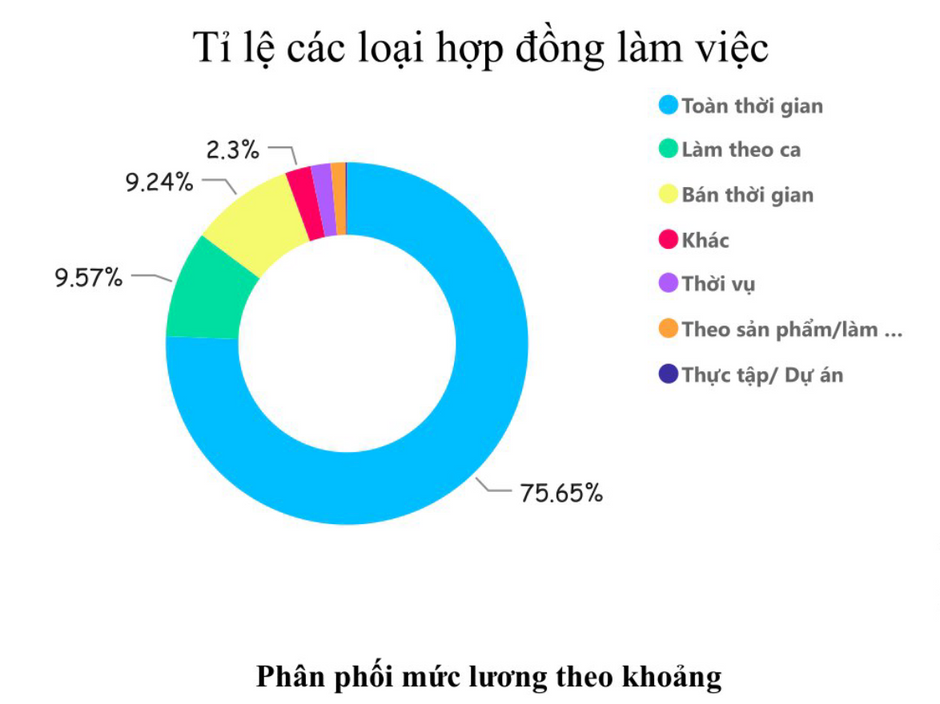 Tỉ lệ các loại hợp đồng làm việc
Toàn thời gian
Làm theo ca
Bán thời gian
Khác
Thời vụ
Theo sản phẩm/làm ...
Thực tập/ Dự án
2.3%
9.24%
9.57%
75.65%
Phân phối mức lương theo khoảng